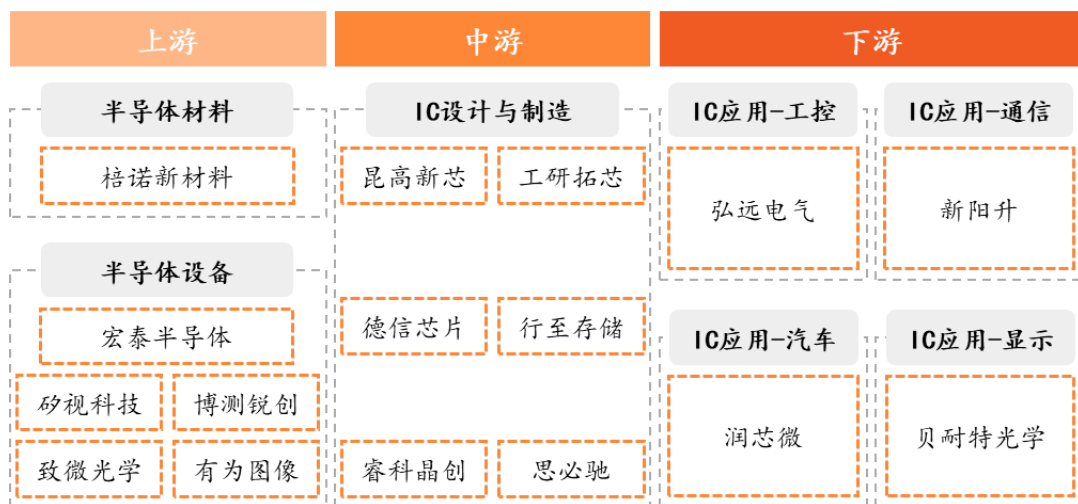 上游
中游
下游
半导体材料
棓诺新材料
半导体设备
宏泰半导体
矽视科技 博测锐创
致微光学 有为图像
IC设计与制造
昆高新芯 工研拓芯
德信芯片 行至存储
睿科晶创 思必驰
IC应用-工控
弘远电气
IC应用-通信
新阳升
IC应用-汽车
润芯微
IC应用-显示
贝耐特光学